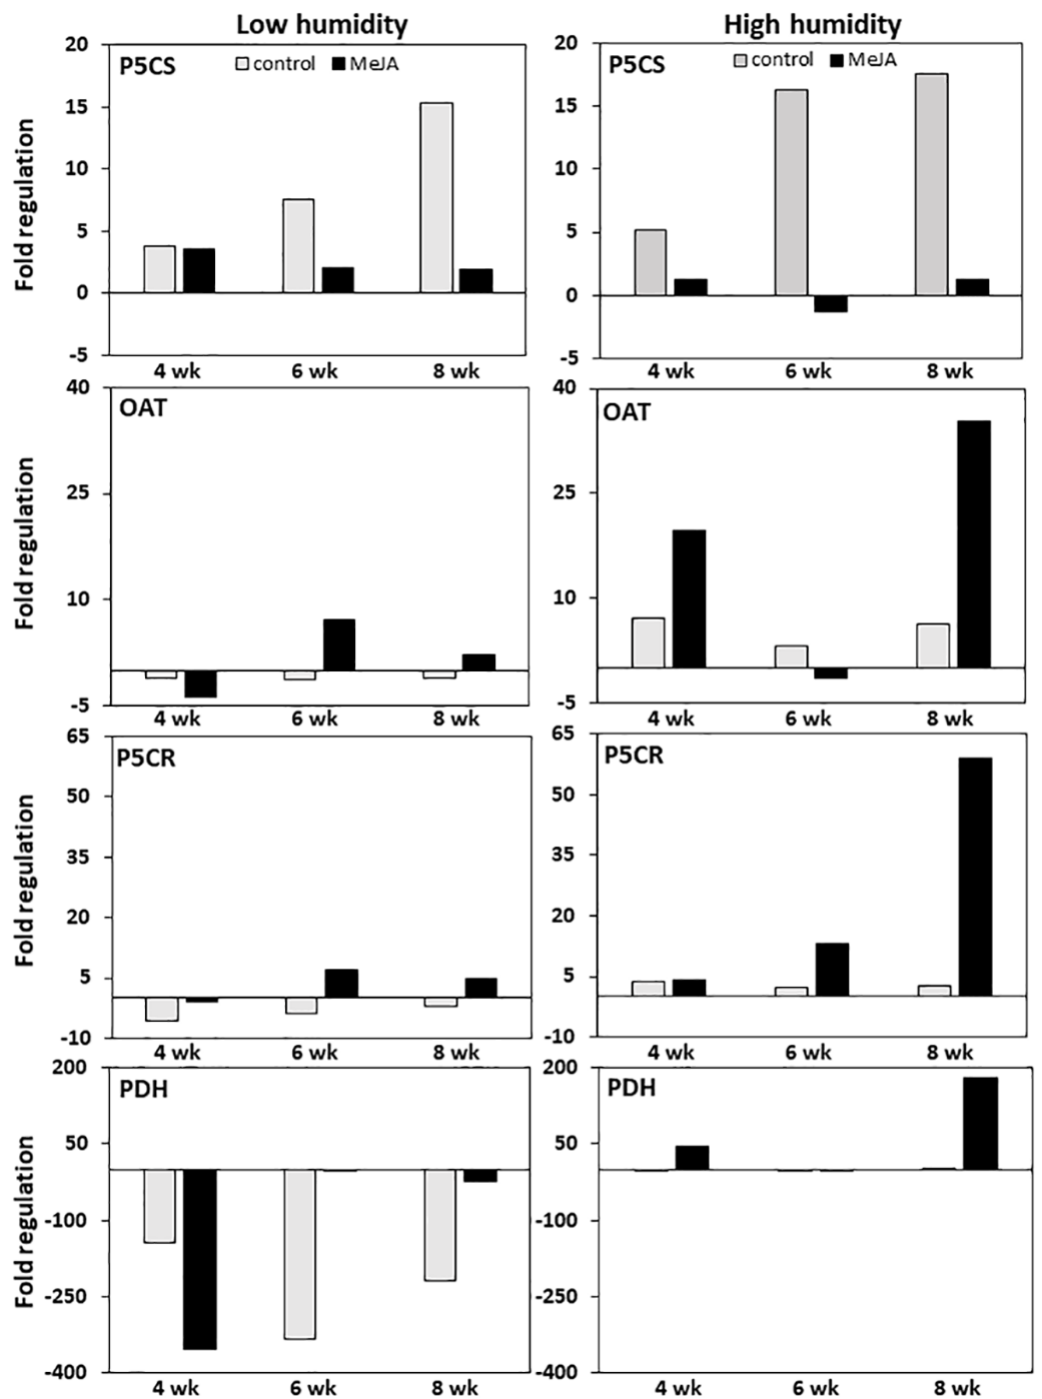 Low humidity
High humidity
Fold regulation
20
15
10
5
0
-5
P5CS
control
MeJA
4 wk
6 wk
8 wk
20
15
10
5
0
-5
P5CS
control
MeJA
4 wk
6 wk
8 wk
Fold regulation
40
25
10
-5
OAT
4 wk
6 wk
8 wk
40
25
10
-5
OAT
4 wk
6 wk
8 wk
Fold regulation
65
50
35
20
5
-10
P5CR
4 wk
6 wk
8 wk
65
50
35
20
5
-10
P5CR
4 wk
6 wk
8 wk
Fold regulation
200
50
-100
-250
-400
PDH
4 wk
6 wk
8 wk
200
50
-100
-250
-400
PDH
4 wk
6 wk
8 wk